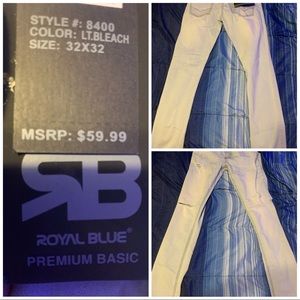 STYLE #: 8400
COLOR: LT.BLEACH
SIZE: 32X32
MSRP: $59.99
RB
ROYAL BLUE®
PREMIUM BASIC